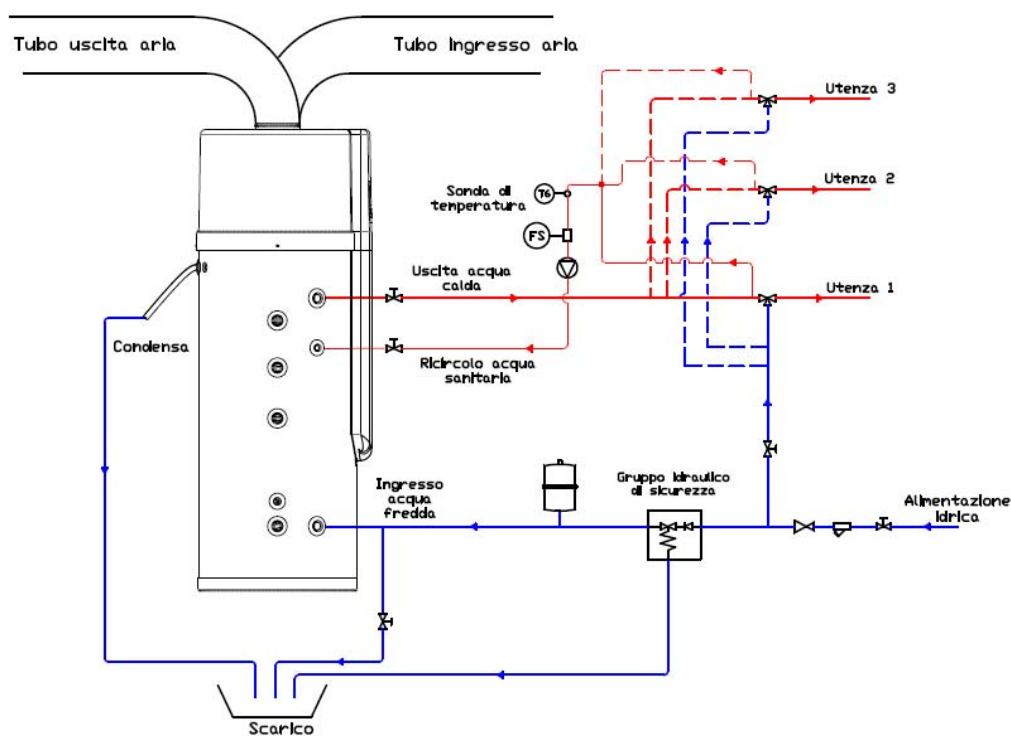 Tubo uscita aria
Tubo ingresso aria
Utenza 3
Utenza 2
Sonda di
temperatura
T6
FS
Uscita acqua
calda
Utenza 1
Condensa
Ricircolo acqua
sanitaria
Gruppo idraulico
di sicurezza
Ingresso
acqua
fredda
Alimentazione
idrica
Scarico